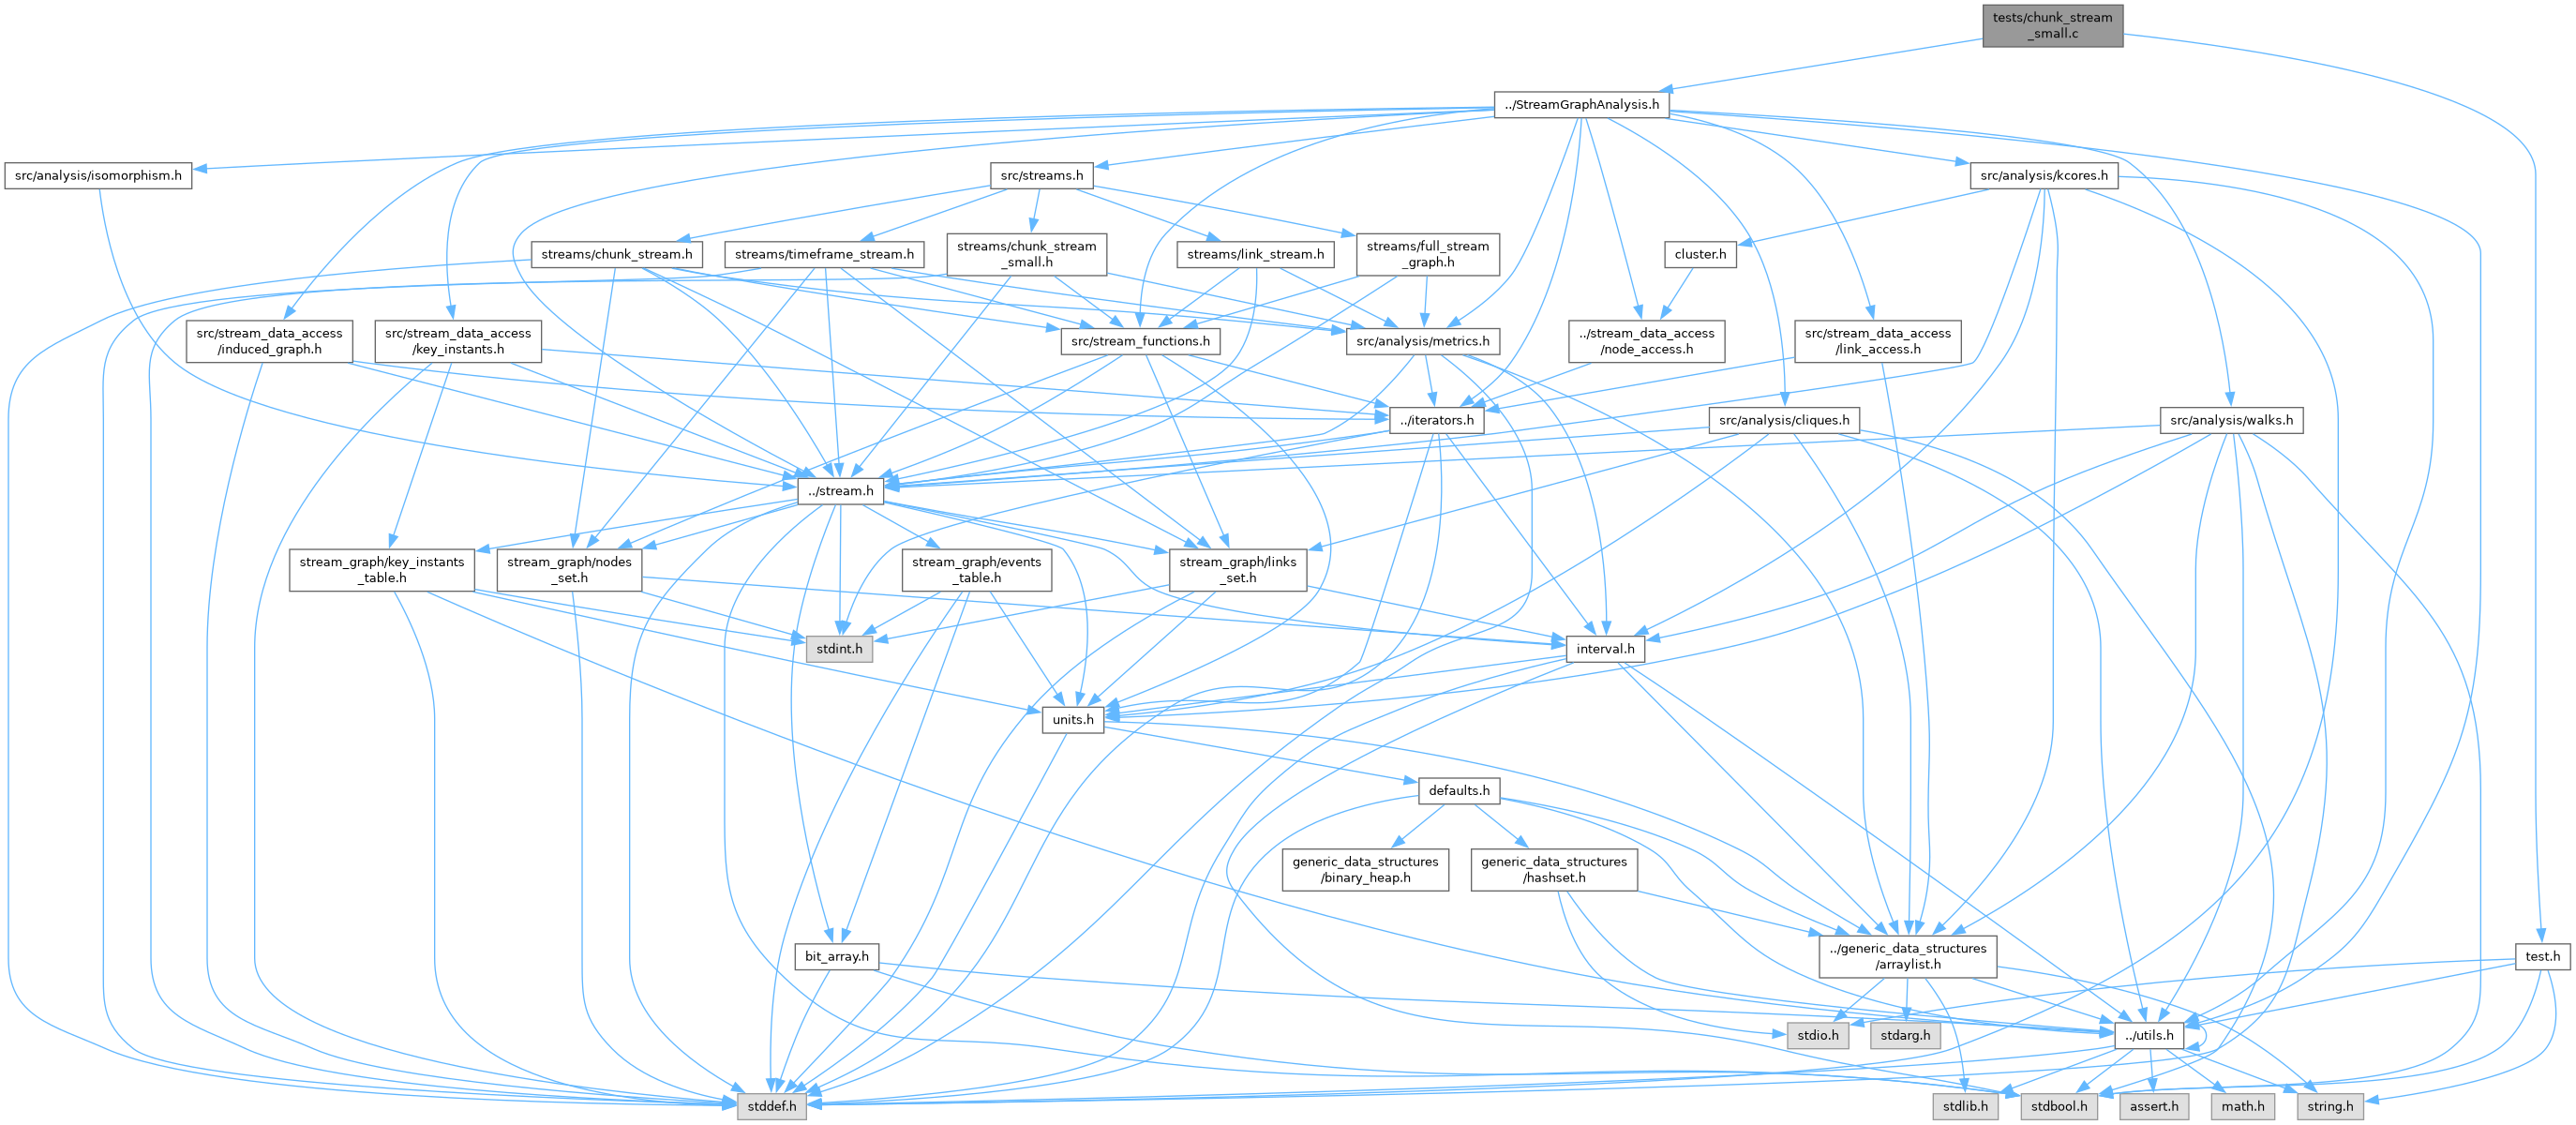 tests/chunk_stream
_small.c
../StreamGraphAnalysis.h
src/analysis/isomorphism.h
src/streams.h
src/analysis/kcores.h
streams/chunk_stream.h
streams/timeframe_stream.h
streams/chunk_stream
_small.h
streams/link_stream.h
streams/full_stream
_graph.h
cluster.h
src/stream_data_access
/induced_graph.h
src/stream_data_access
/key_instants.h
src/stream_functions.h
src/analysis/metrics.h
../stream_data_access
/node_access.h
src/stream_data_access
/link_access.h
../iterators.h
src/analysis/cliques.h
src/analysis/walks.h
../stream.h
stream_graph/key_instants
_table.h
stream_graph/nodes
_set.h
stream_graph/events
_table.h
stream_graph/links
_set.h
stdint.h
interval.h
units.h
defaults.h
generic_data_structures
/binary_heap.h
generic_data_structures
/hashset.h
bit_array.h
../generic_data_structures
/arraylist.h
test.h
stdio.h
stdarg.h
../utils.h
stddef.h
stdlib.h
stdbool.h
assert.h
math.h
string.h